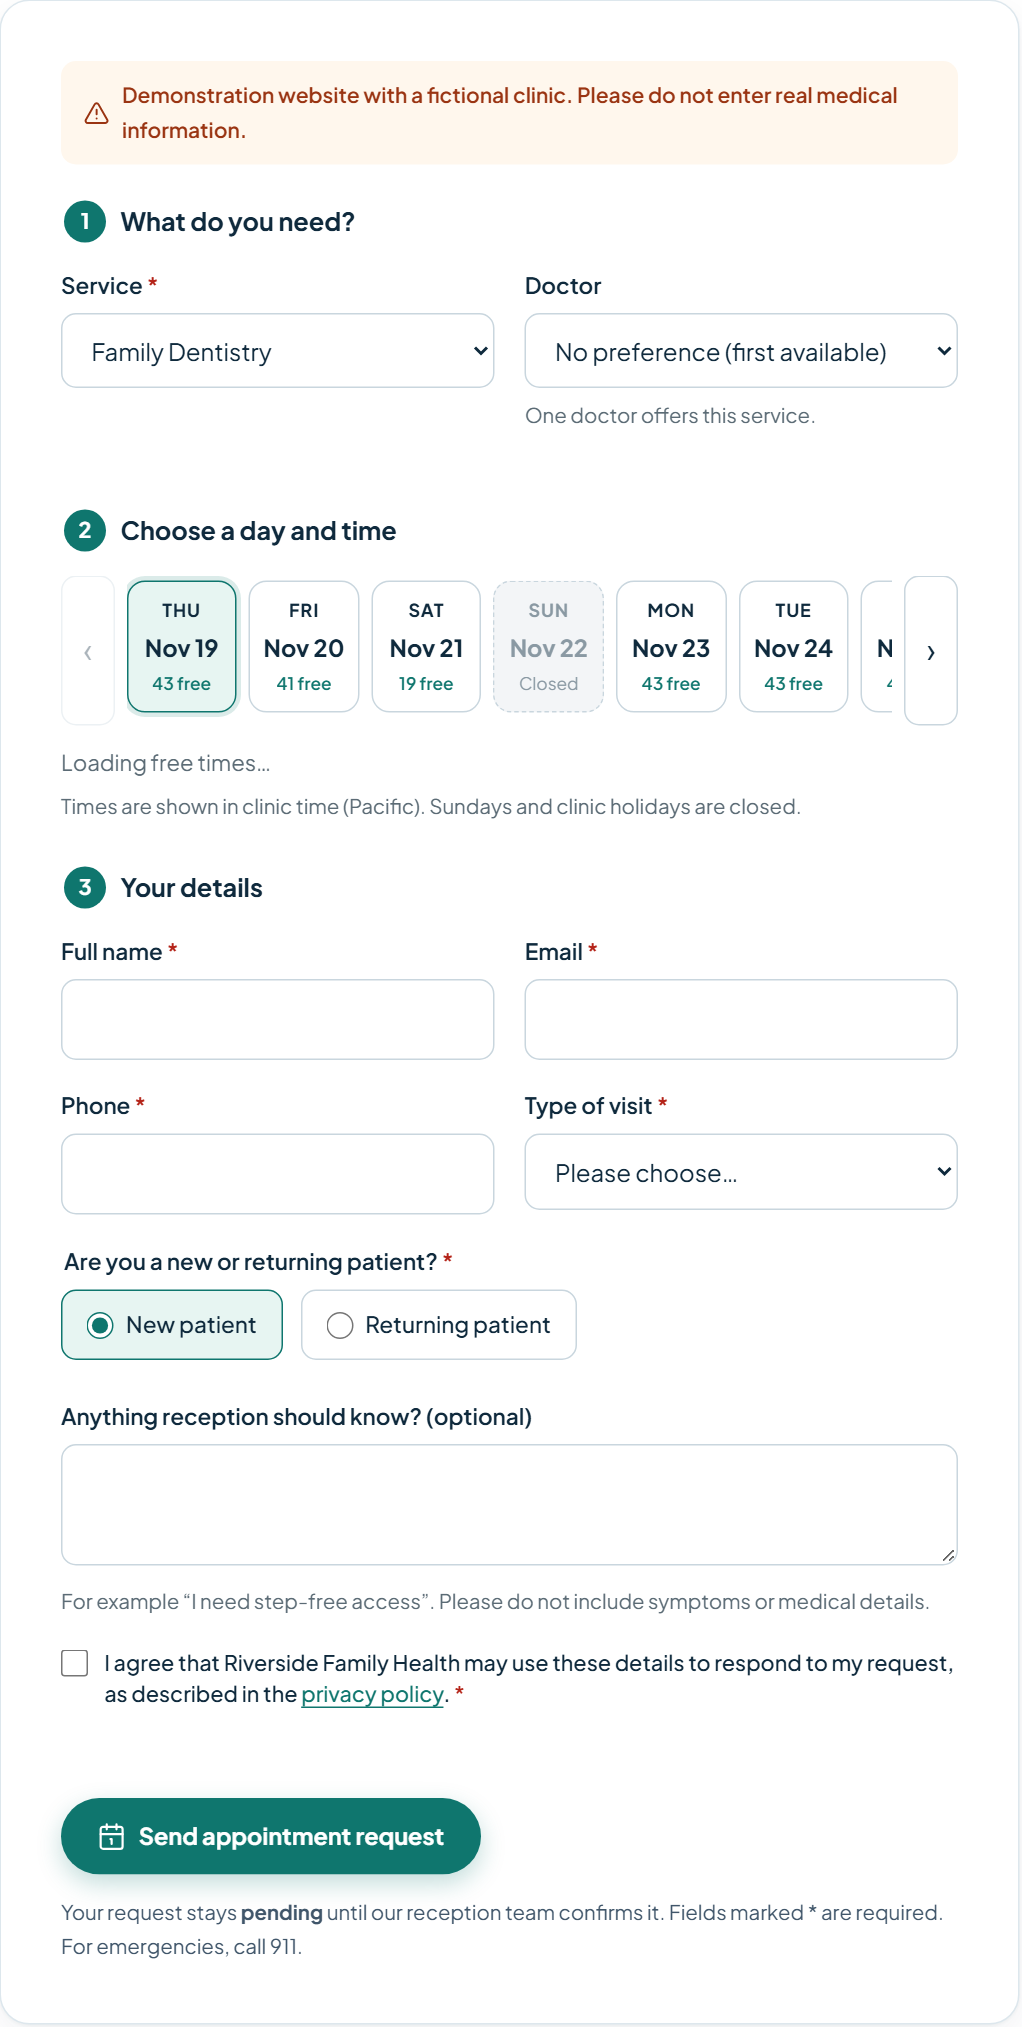 Demonstration website with a fictional clinic. Please do not enter real medical
information.
1 What do you need?
Service *
Doctor
Family Dentistry
No preference (first available)
One doctor offers this service.
2 Choose a day and time
‹
THU
Nov 19
43 free
FRI
Nov 20
41 free
SAT
Nov 21
19 free
SUN
Nov 22
Closed
MON
Nov 23
43 free
TUE
Nov 24
43 free
›
Loading free times...
Times are shown in clinic time (Pacific). Sundays and clinic holidays are closed.
3 Your details
Full name *
Email *
Phone *
Type of visit *
Please choose...
Are you a new or returning patient? *
New patient
Returning patient
Anything reception should know? (optional)
For example “I need step-free access”. Please do not include symptoms or medical details.
I agree that Riverside Family Health may use these details to respond to my request,
as described in the privacy policy. *
Send appointment request
Your request stays pending until our reception team confirms it. Fields marked * are required.
For emergencies, call 911.